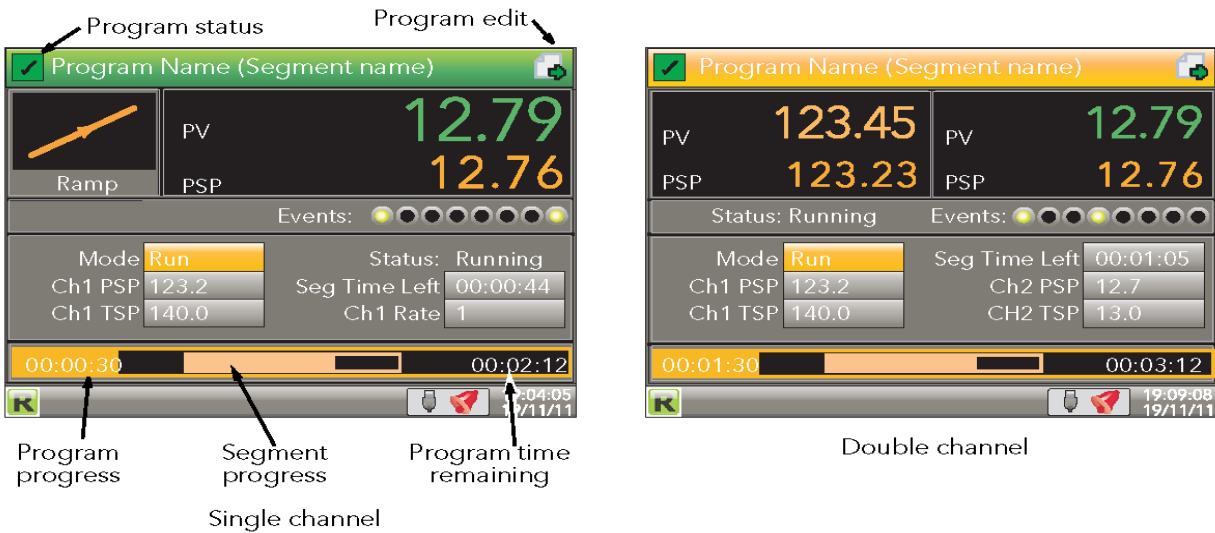 Program status
Program edit
Program Name (Segment name)
PV 12.79
Ramp
PSP 12.76
Events:
Mode Run
Status: Running
Ch1 PSP 123.2
Seg Time Left 00:00:44
Ch1 TSP 140.0
Ch1 Rate 1
00:00:30
00:02:12
R
19/11/11
Program progress
Segment progress
Program time remaining
Single channel
Program Name (Segment name)
PV 123.45
PV 12.79
PSP 123.23
PSP 12.76
Status: Running
Events:
Mode Run
Seg Time Left 00:01:05
Ch1 PSP 123.2
Ch2 PSP 12.7
Ch1 TSP 140.0
CH2 TSP 13.0
00:01:30
00:03:12
R
19:09:08
19/11/11
Double channel